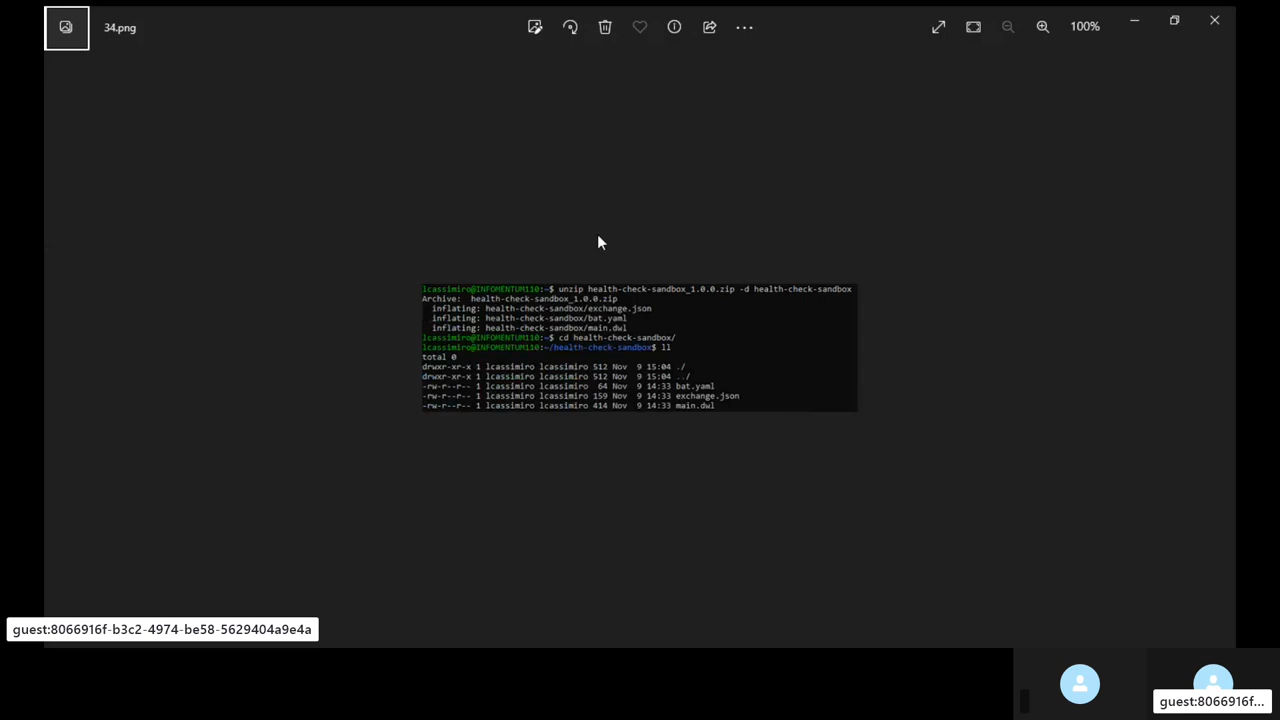 34.png
100%
lcassimiro@INFOMENTUM110:~$ unzip health-check-sandbox_1.0.0.zip -d health-check-sandbox
Archive:  health-check-sandbox_1.0.0.zip
  inflating: health-check-sandbox/exchange.json
  inflating: health-check-sandbox/bat.yaml
  inflating: health-check-sandbox/main.dwl
lcassimiro@INFOMENTUM110:~$ cd health-check-sandbox/
lcassimiro@INFOMENTUM110:~/health-check-sandbox$ ll
total 0
drwxr-xr-x 1 lcassimiro lcassimiro 512 Nov  9 15:04 ./
drwxr-xr-x 1 lcassimiro lcassimiro 512 Nov  9 15:04 ../
-rw-r--r-- 1 lcassimiro lcassimiro  64 Nov  9 14:33 bat.yaml
-rw-r--r-- 1 lcassimiro lcassimiro 159 Nov  9 14:33 exchange.json
-rw-r--r-- 1 lcassimiro lcassimiro 414 Nov  9 14:33 main.dwl
guest:8066916f-b3c2-4974-be58-5629404a9e4a
guest:8066916f...